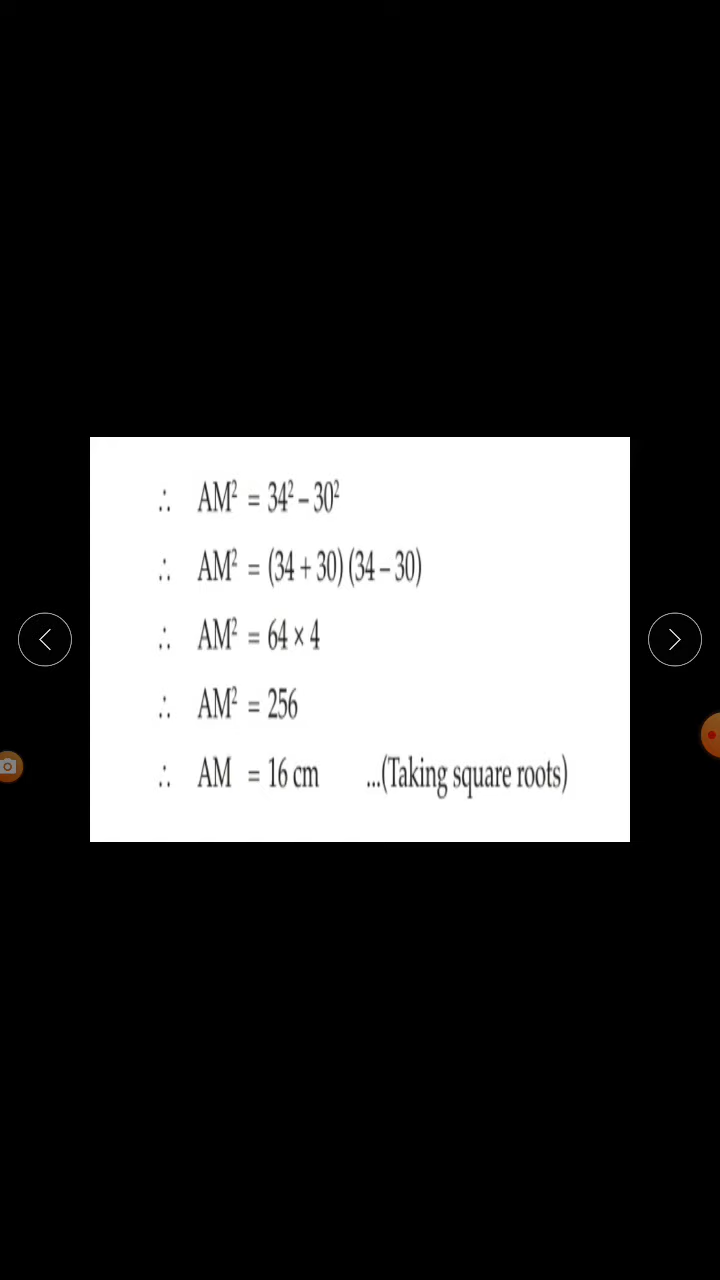 ∴ AM² = 34² – 30²
∴ AM² = (34 + 30) (34 – 30)
∴ AM² = 64 × 4
∴ AM² = 256
∴ AM = 16 cm ...(Taking square roots)